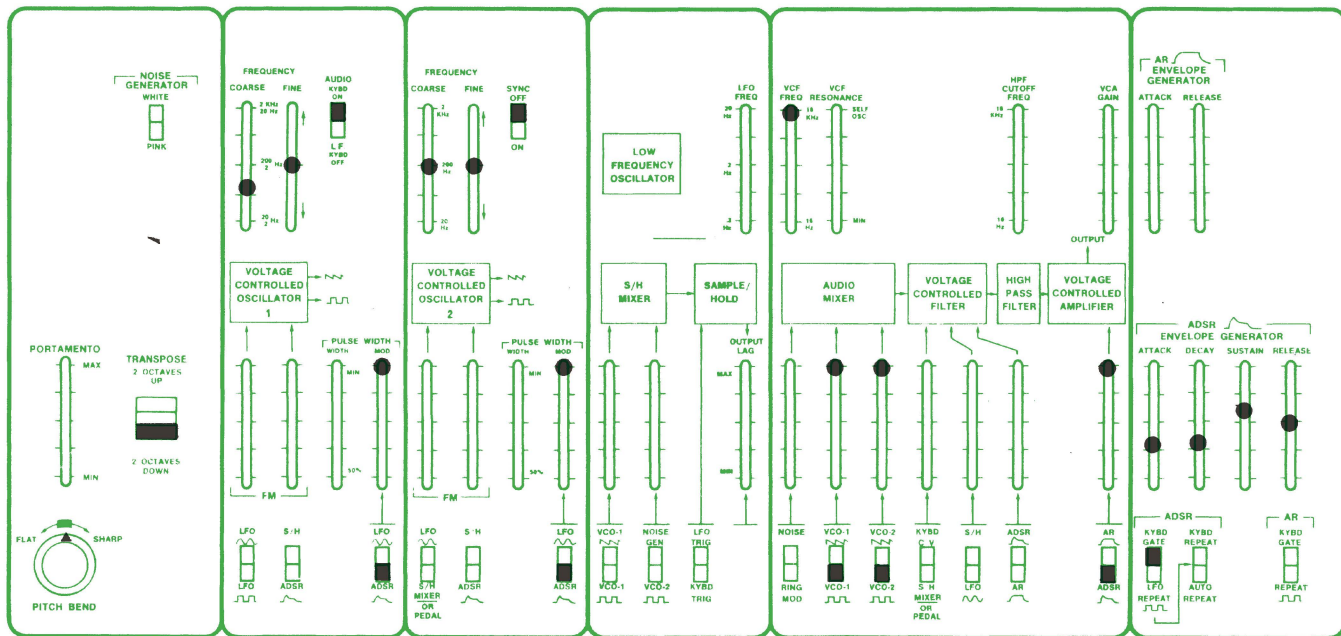 NOISE
GENERATOR
WHITE
PINK
PORTAMENTO
MAX
MIN
TRANSPOSE
2 OCTAVES
UP
2 OCTAVES
DOWN
FLAT
SHARP
PITCH BEND
FREQUENCY
COARSE
FINE
2 KHz
20 Hz
200
2
Hz
20
2
Hz
AUDIO
KYBD
ON
LF
KYBD
OFF
VOLTAGE
CONTROLLED
OSCILLATOR
1
PULSE WIDTH
WIDTH
MOD
MIN
50%
FM
LFO
LFO
S/H
ADSR
LFO
ADSR
FREQUENCY
COARSE
FINE
2
KHz
200
Hz
20
Hz
SYNC
OFF
ON
VOLTAGE
CONTROLLED
OSCILLATOR
2
PULSE WIDTH
WIDTH
MOD
MIN
50%
FM
LFO
S/H
MIXER
OR
PEDAL
S/H
ADSR
LFO
ADSR
LOW
FREQUENCY
OSCILLATOR
LFO
FREQ
20
Hz
2
Hz
.2
Hz
S/H
MIXER
SAMPLE/
HOLD
OUTPUT
LAG
MAX
MIN
VCO-1
VCO-1
NOISE
GEN
VCO-2
LFO
TRIG
KYBD
TRIG
VCF
FREQ
16
KHz
16
Hz
VCF
RESONANCE
SELF
OSC
MIN
HPF
CUTOFF
FREQ
16
KHz
16
Hz
VCA
GAIN
OUTPUT
AUDIO
MIXER
VOLTAGE
CONTROLLED
FILTER
HIGH
PASS
FILTER
VOLTAGE
CONTROLLED
AMPLIFIER
NOISE
RING
MOD
VCO-1
VCO-1
VCO-2
VCO-2
KYBD
C V
S H
MIXER
OR
PEDAL
S/H
LFO
ADSR
AR
AR
ADSR
AR
ENVELOPE
GENERATOR
ATTACK
RELEASE
ADSR
ENVELOPE GENERATOR
ATTACK
DECAY
SUSTAIN
RELEASE
ADSR
KYBD
GATE
LFO
REPEAT
KYBD
REPEAT
AUTO
REPEAT
AR
KYBD
GATE
REPEAT